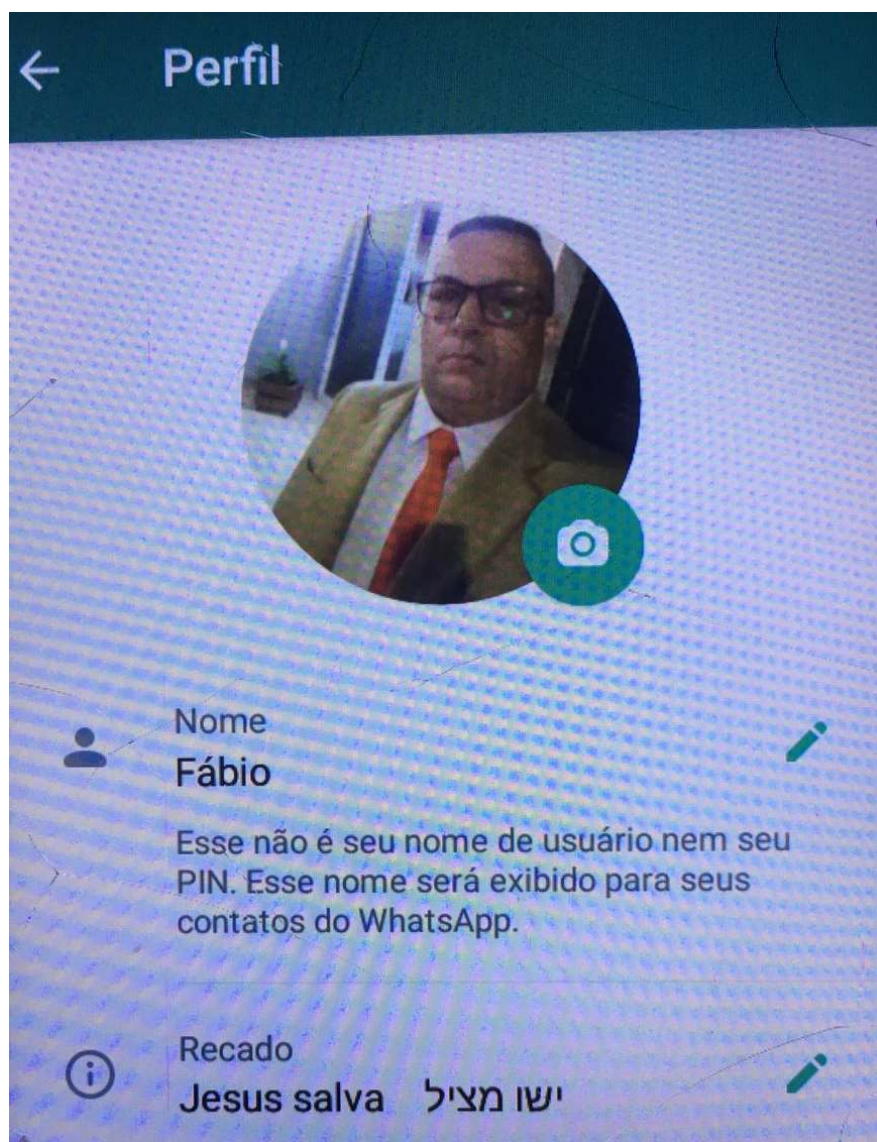 Perfil
Nome
Fábio
Esse não é seu nome de usuário nem seu
PIN. Esse nome será exibido para seus
contatos do WhatsApp.
Recado
Jesus salva ישו מציל